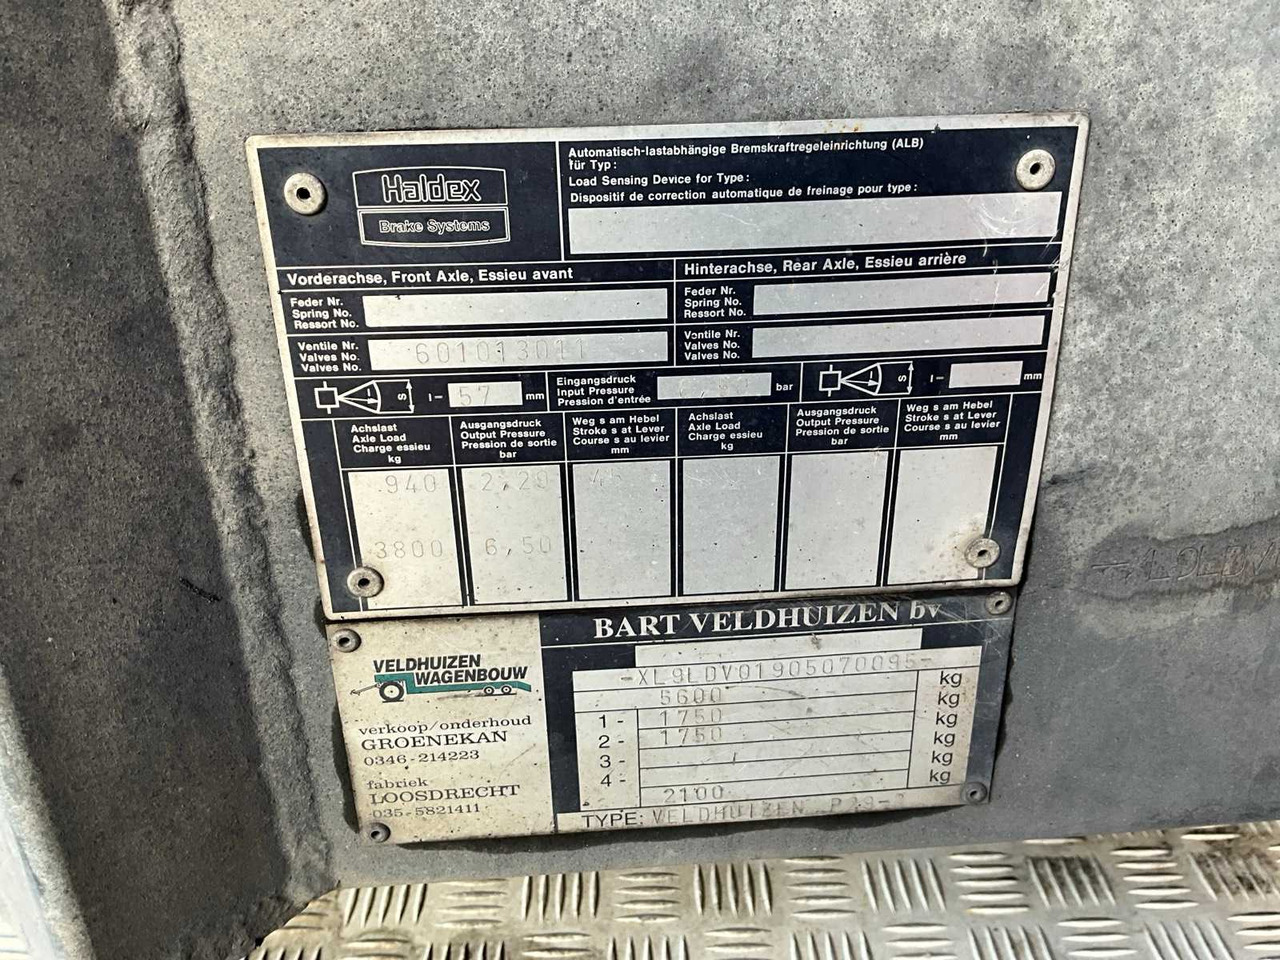 Haldex
Brake Systems
Automatisch-lastabhängige Bremskraftregeleinrichtung (ALB)
für Typ:
Load Sensing Device for Type:
Dispositif de correction automatique de freinage pour type:
Vorderachse, Front Axle, Essieu avant
Hinterachse, Rear Axle, Essieu arrière
Feder Nr.
Spring No.
Ressort No.
Feder Nr.
Spring No.
Ressort No.
Ventile Nr.
Valves No.
Valves No.
601013011
Ventile Nr.
Valves No.
Valves No.
s l- 57 mm
Eingangsdruck
Input Pressure
Pression d'entrée
bar
s l- mm
Achslast
Axle Load
Charge essieu
kg
Ausgangsdruck
Output Pressure
Pression de sortie
bar
Weg s am Hebel
Stroke s at Lever
Course s au levier
mm
Achslast
Axle Load
Charge essieu
kg
Ausgangsdruck
Output Pressure
Pression de sortie
bar
Weg s am Hebel
Stroke s at Lever
Course s au levier
mm
940 2,20
3800 6,50
VELDHUIZEN
WAGENBOUW
verkoop/onderhoud
GROENEKAN
0346-214223
fabriek
LOOSDRECHT
035-5821411
BART VELDHUIZEN bv
-XL9LDV01905070095-
5600 kg
1- 1750 kg
2- 1750 kg
3- kg
4- kg
2100 kg
TYPE: VELDHUIZEN